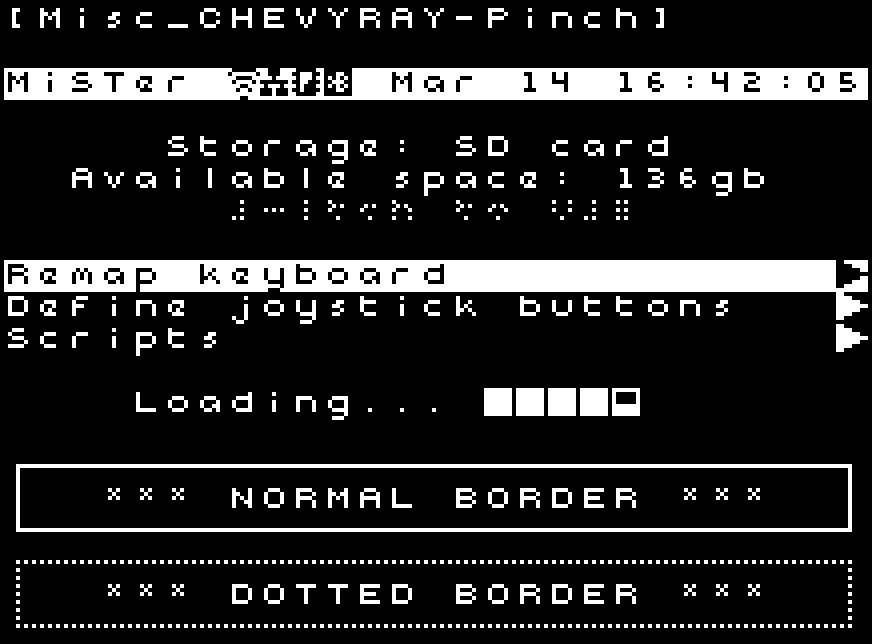 [Misc_CHEVYRAY-Pinch]
MiSTer Mar 14 16:42:05
Storage: SD card
Available space: 136gb
Remap keyboard
Define joystick buttons
Scripts
Loading...
*** NORMAL BORDER ***
*** DOTTED BORDER ***